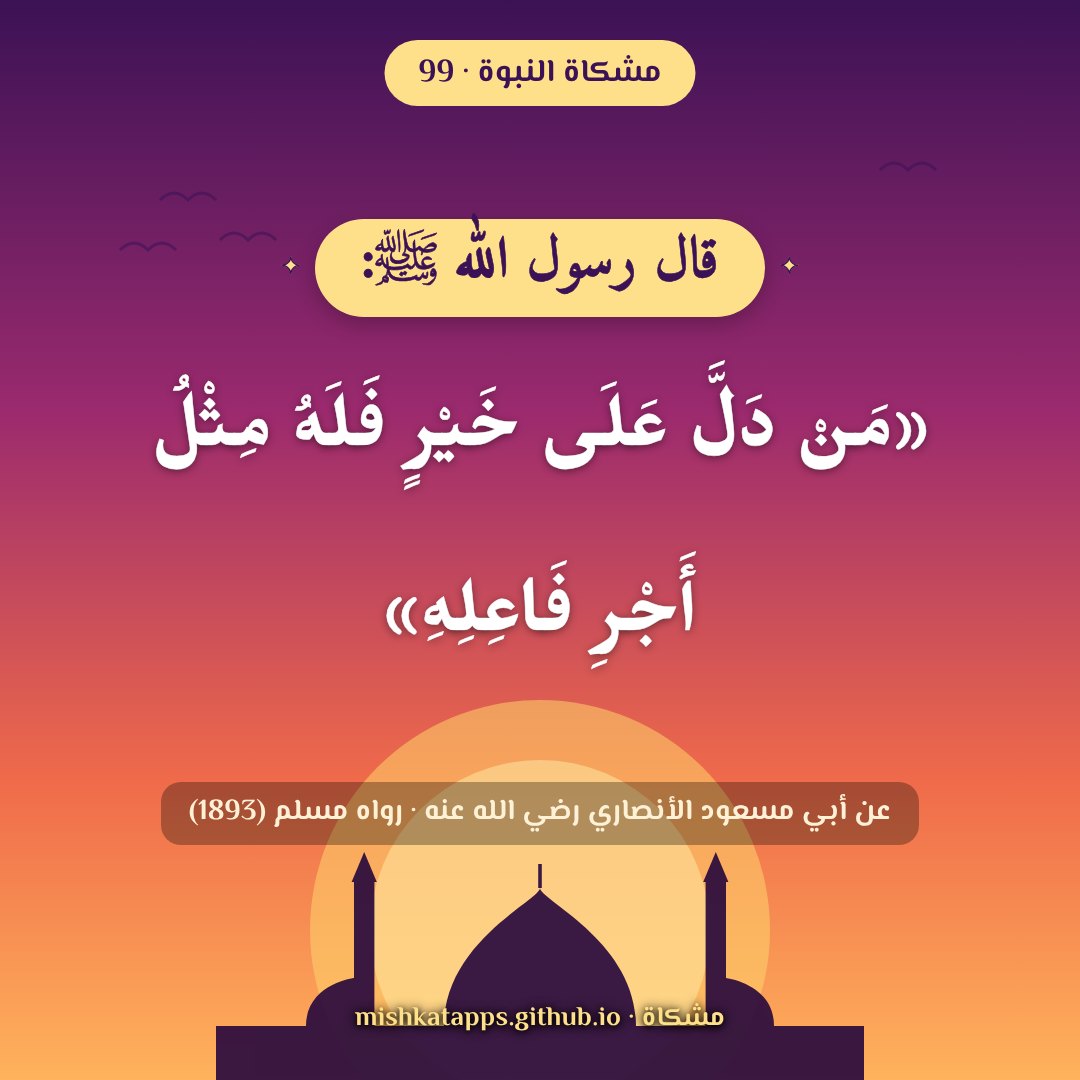 مشكاة النبوة · 99
قال رسول الله ﷺ:
«مَنْ دَلَّ عَلَى خَيْرٍ فَلَهُ مِثْلُ
أَجْرِ فَاعِلِهِ»
عن أبي مسعود الأنصاري رضي الله عنه · رواه مسلم (1893)
مشكاة · mishkatapps.github.io